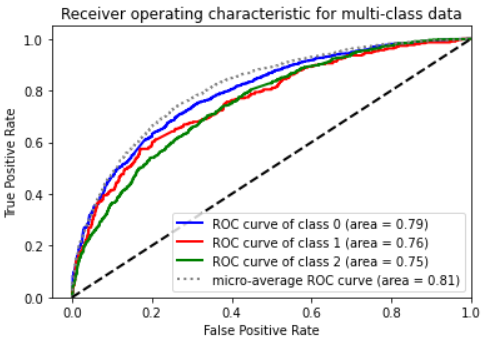 Receiver operating characteristic for multi-class data
True Positive Rate
1.0
0.8
0.6
0.4
0.2
0.0
ROC curve of class 0 (area = 0.79)
ROC curve of class 1 (area = 0.76)
ROC curve of class 2 (area = 0.75)
micro-average ROC curve (area = 0.81)
0.0 0.2 0.4 0.6 0.8 1.0
False Positive Rate